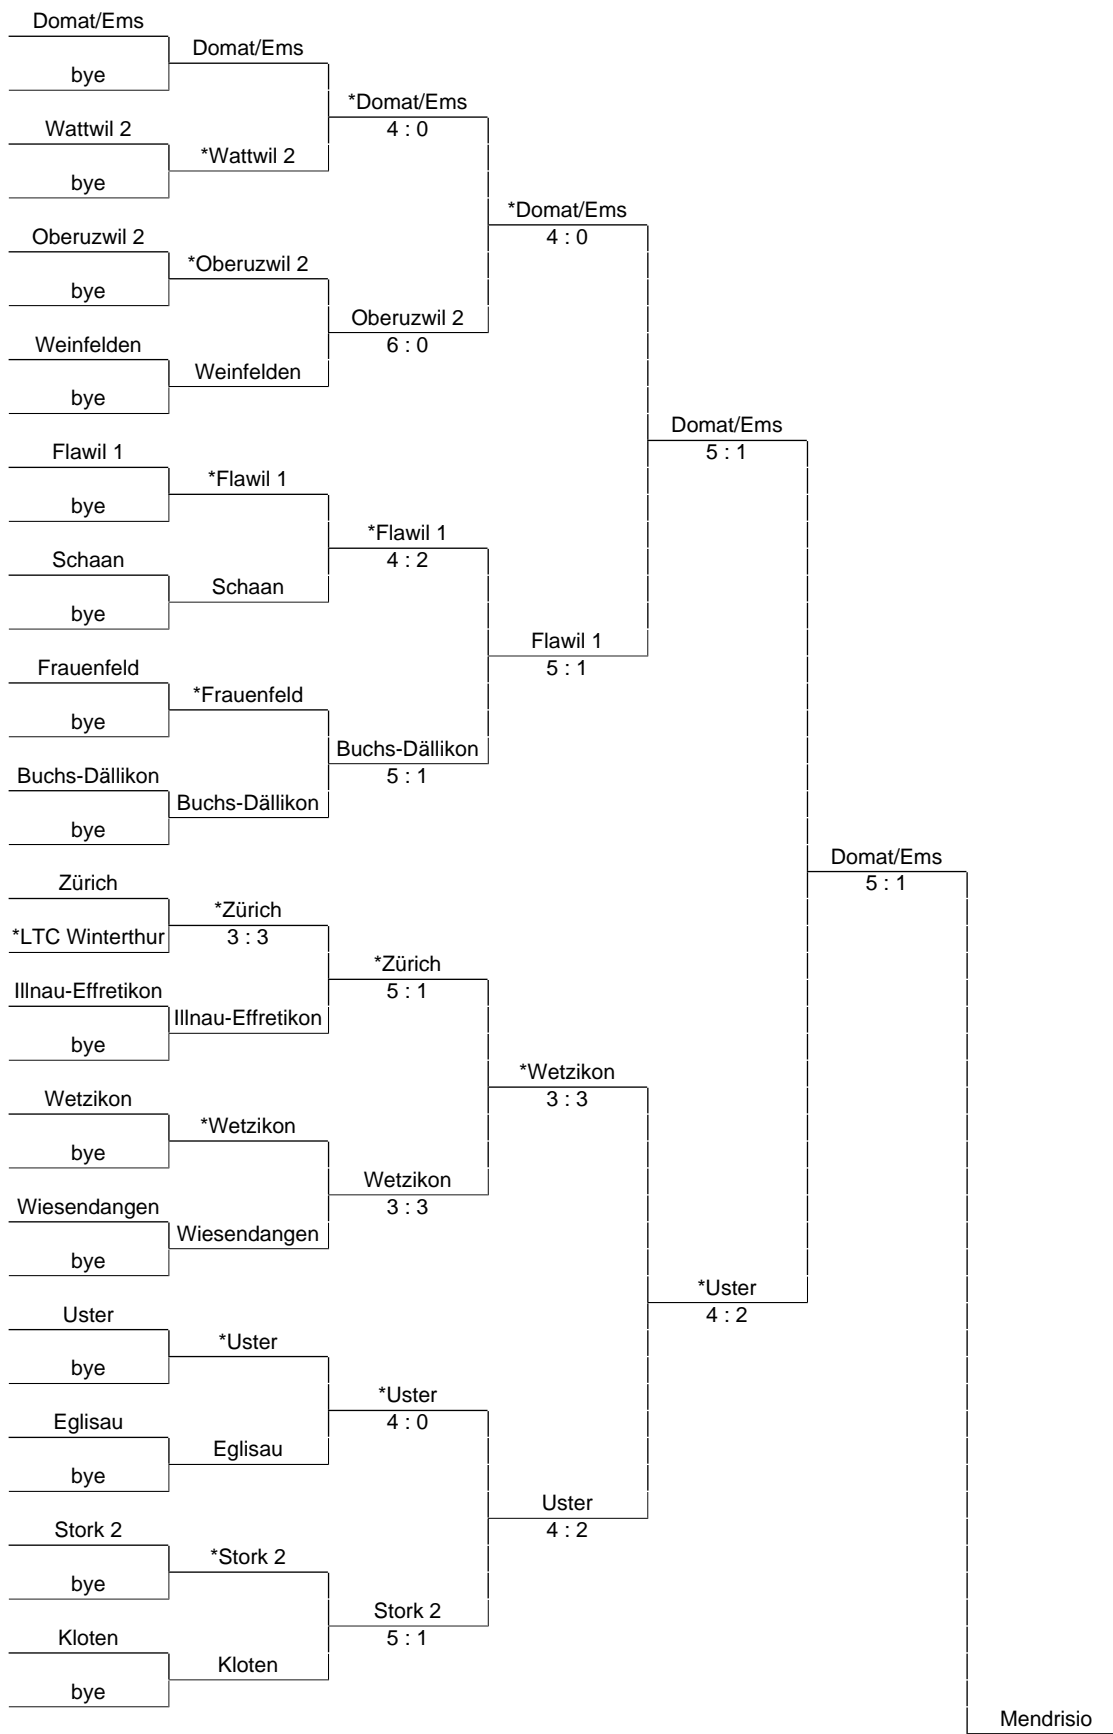 Domat/Ems
Domat/Ems
bye
*Domat/Ems
4 : 0
Wattwil 2
*Wattwil 2
bye
*Domat/Ems
4 : 0
Oberuzwil 2
*Oberuzwil 2
bye
Oberuzwil 2
6 : 0
Weinfelden
Weinfelden
bye
Domat/Ems
5 : 1
Flawil 1
*Flawil 1
bye
*Flawil 1
4 : 2
Schaan
Schaan
bye
Flawil 1
5 : 1
Frauenfeld
*Frauenfeld
bye
Buchs-Dällikon
5 : 1
Buchs-Dällikon
Buchs-Dällikon
bye
Domat/Ems
5 : 1
Zürich
*Zürich
3 : 3
*LTC Winterthur
*Zürich
5 : 1
Illnau-Effretikon
Illnau-Effretikon
bye
*Wetzikon
3 : 3
Wetzikon
*Wetzikon
bye
Wetzikon
3 : 3
Wiesendangen
Wiesendangen
bye
*Uster
4 : 2
Uster
*Uster
bye
*Uster
4 : 0
Eglisau
Eglisau
bye
Uster
4 : 2
Stork 2
*Stork 2
bye
Stork 2
5 : 1
Kloten
Kloten
bye
Mendrisio